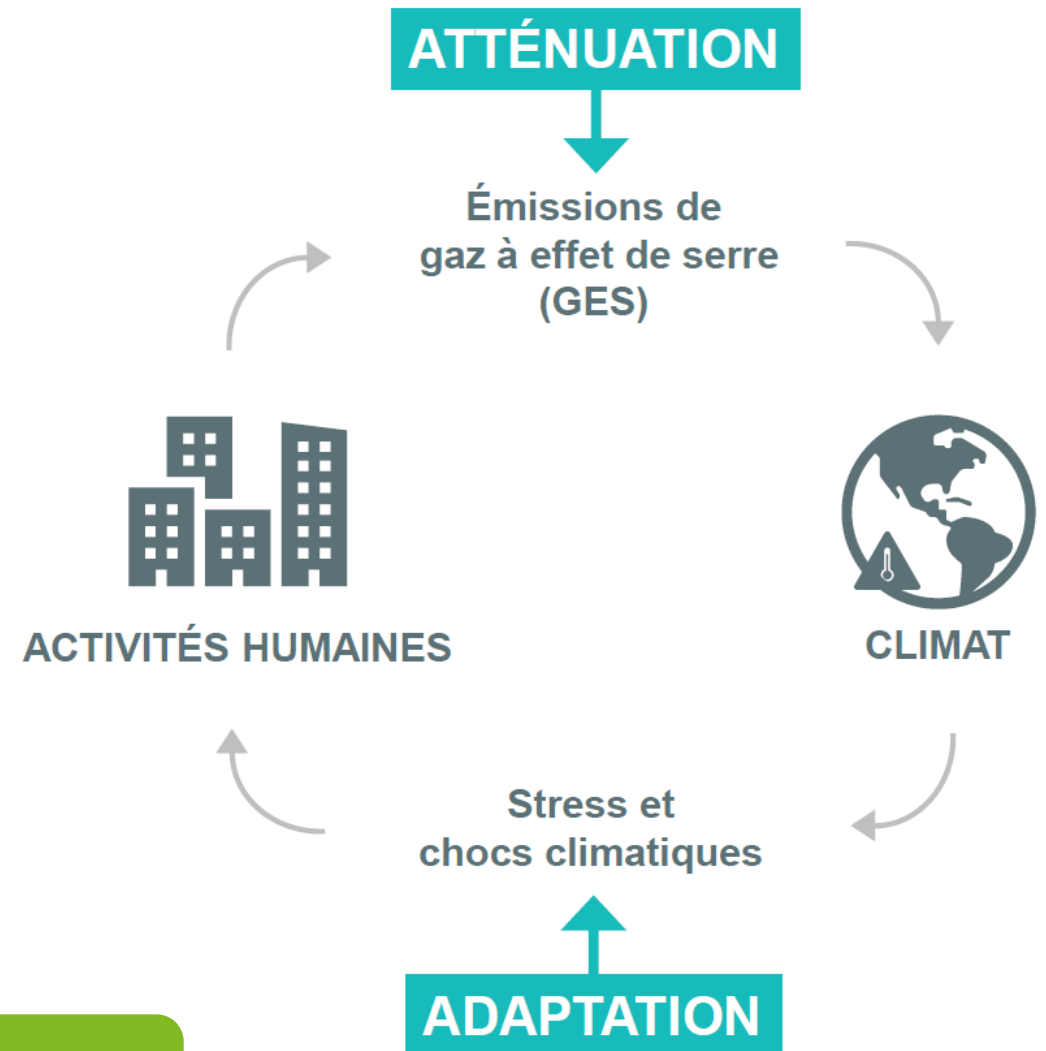 ATTÉNUATION
Émissions de
gaz à effet de serre
(GES)
ACTIVITÉS HUMAINES
CLIMAT
Stress et
chocs climatiques
ADAPTATION